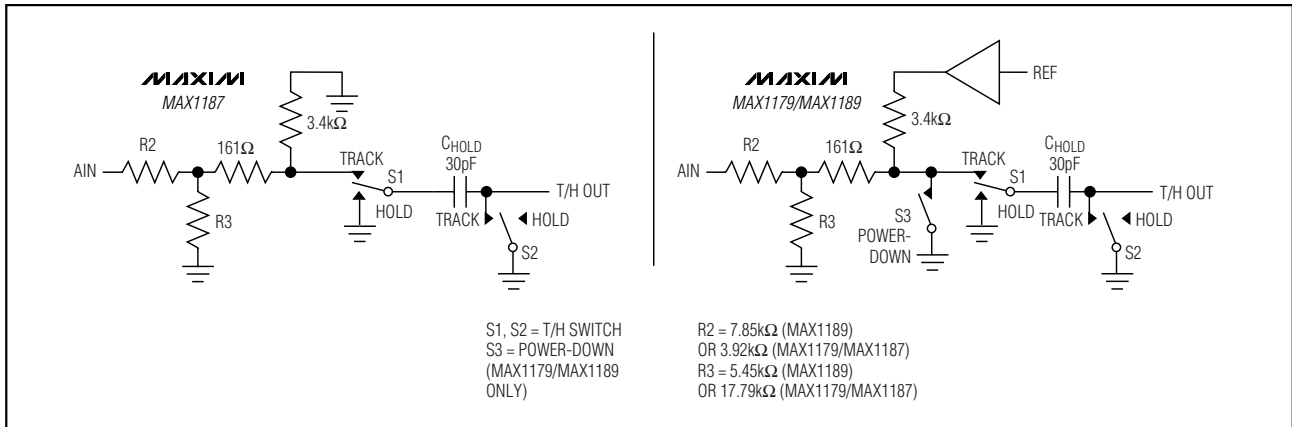 MAXIM
MAX1187
3.4kΩ
R2
161Ω
AIN
R3
TRACK
S1
HOLD
CHOLD
30pF
TRACK
HOLD
T/H OUT
S2
MAXIM
MAX1179/MAX1189
REF
3.4kΩ
R2
161Ω
AIN
R3
S3
POWER-
DOWN
TRACK
S1
HOLD
CHOLD
30pF
TRACK
HOLD
T/H OUT
S2
S1, S2 = T/H SWITCH
S3 = POWER-DOWN
(MAX1179/MAX1189
ONLY)
R2 = 7.85kΩ (MAX1189)
OR 3.92kΩ (MAX1179/MAX1187)
R3 = 5.45kΩ (MAX1189)
OR 17.79kΩ (MAX1179/MAX1187)